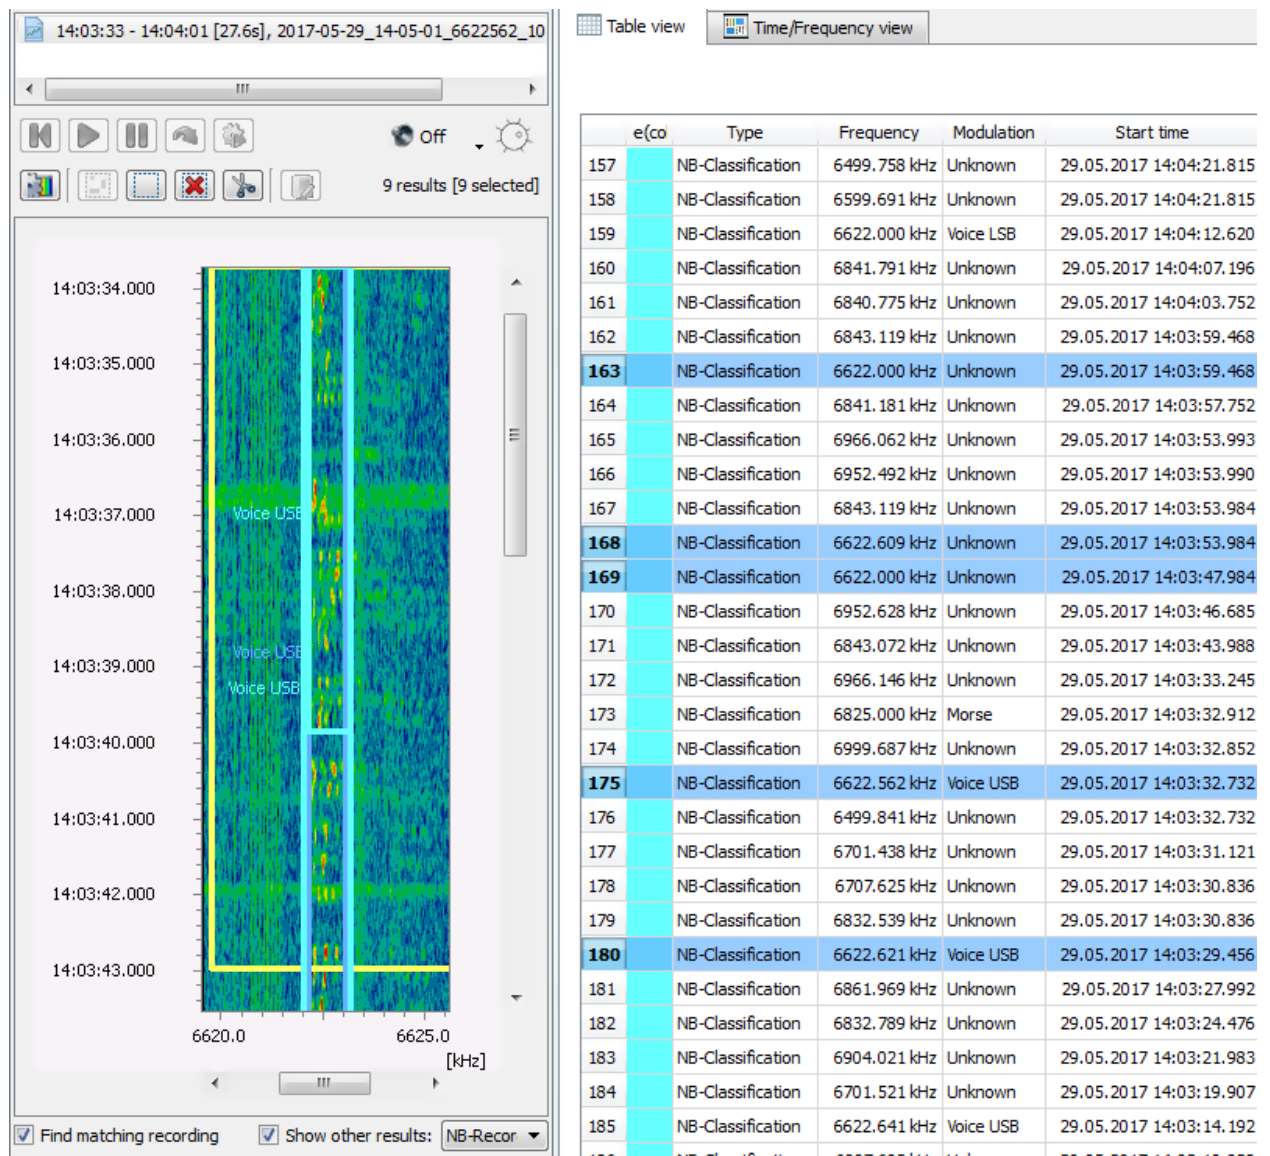 14:03:33 - 14:04:01 [27.6s], 2017-05-29_14-05-01_6622562_10
Off
9 results [9 selected]
14:03:34.000
14:03:35.000
14:03:36.000
14:03:37.000
Voice USB
14:03:38.000
Voice USB
14:03:39.000
Voice USB
14:03:40.000
14:03:41.000
14:03:42.000
14:03:43.000
6620.0 6625.0
[kHz]
Find matching recording Show other results: NB-Recor
Table view Time/Frequency view
e(col Type Frequency Modulation Start time
157 NB-Classification 6499.758 kHz Unknown 29.05.2017 14:04:21.815
158 NB-Classification 6599.691 kHz Unknown 29.05.2017 14:04:21.815
159 NB-Classification 6622.000 kHz Voice LSB 29.05.2017 14:04:12.620
160 NB-Classification 6841.791 kHz Unknown 29.05.2017 14:04:07.196
161 NB-Classification 6840.775 kHz Unknown 29.05.2017 14:04:03.752
162 NB-Classification 6843.119 kHz Unknown 29.05.2017 14:03:59.468
163 NB-Classification 6622.000 kHz Unknown 29.05.2017 14:03:59.468
164 NB-Classification 6841.181 kHz Unknown 29.05.2017 14:03:57.752
165 NB-Classification 6966.062 kHz Unknown 29.05.2017 14:03:53.993
166 NB-Classification 6952.492 kHz Unknown 29.05.2017 14:03:53.990
167 NB-Classification 6843.119 kHz Unknown 29.05.2017 14:03:53.984
168 NB-Classification 6622.609 kHz Unknown 29.05.2017 14:03:53.984
169 NB-Classification 6622.000 kHz Unknown 29.05.2017 14:03:47.984
170 NB-Classification 6952.628 kHz Unknown 29.05.2017 14:03:46.685
171 NB-Classification 6843.072 kHz Unknown 29.05.2017 14:03:43.988
172 NB-Classification 6966.146 kHz Unknown 29.05.2017 14:03:33.245
173 NB-Classification 6825.000 kHz Morse 29.05.2017 14:03:32.912
174 NB-Classification 6999.687 kHz Unknown 29.05.2017 14:03:32.852
175 NB-Classification 6622.562 kHz Voice USB 29.05.2017 14:03:32.732
176 NB-Classification 6499.841 kHz Unknown 29.05.2017 14:03:32.732
177 NB-Classification 6701.438 kHz Unknown 29.05.2017 14:03:31.121
178 NB-Classification 6707.625 kHz Unknown 29.05.2017 14:03:30.836
179 NB-Classification 6832.539 kHz Unknown 29.05.2017 14:03:30.836
180 NB-Classification 6622.621 kHz Voice USB 29.05.2017 14:03:29.456
181 NB-Classification 6861.969 kHz Unknown 29.05.2017 14:03:27.992
182 NB-Classification 6832.789 kHz Unknown 29.05.2017 14:03:24.476
183 NB-Classification 6904.021 kHz Unknown 29.05.2017 14:03:21.983
184 NB-Classification 6701.521 kHz Unknown 29.05.2017 14:03:19.907
185 NB-Classification 6622.641 kHz Voice USB 29.05.2017 14:03:14.192